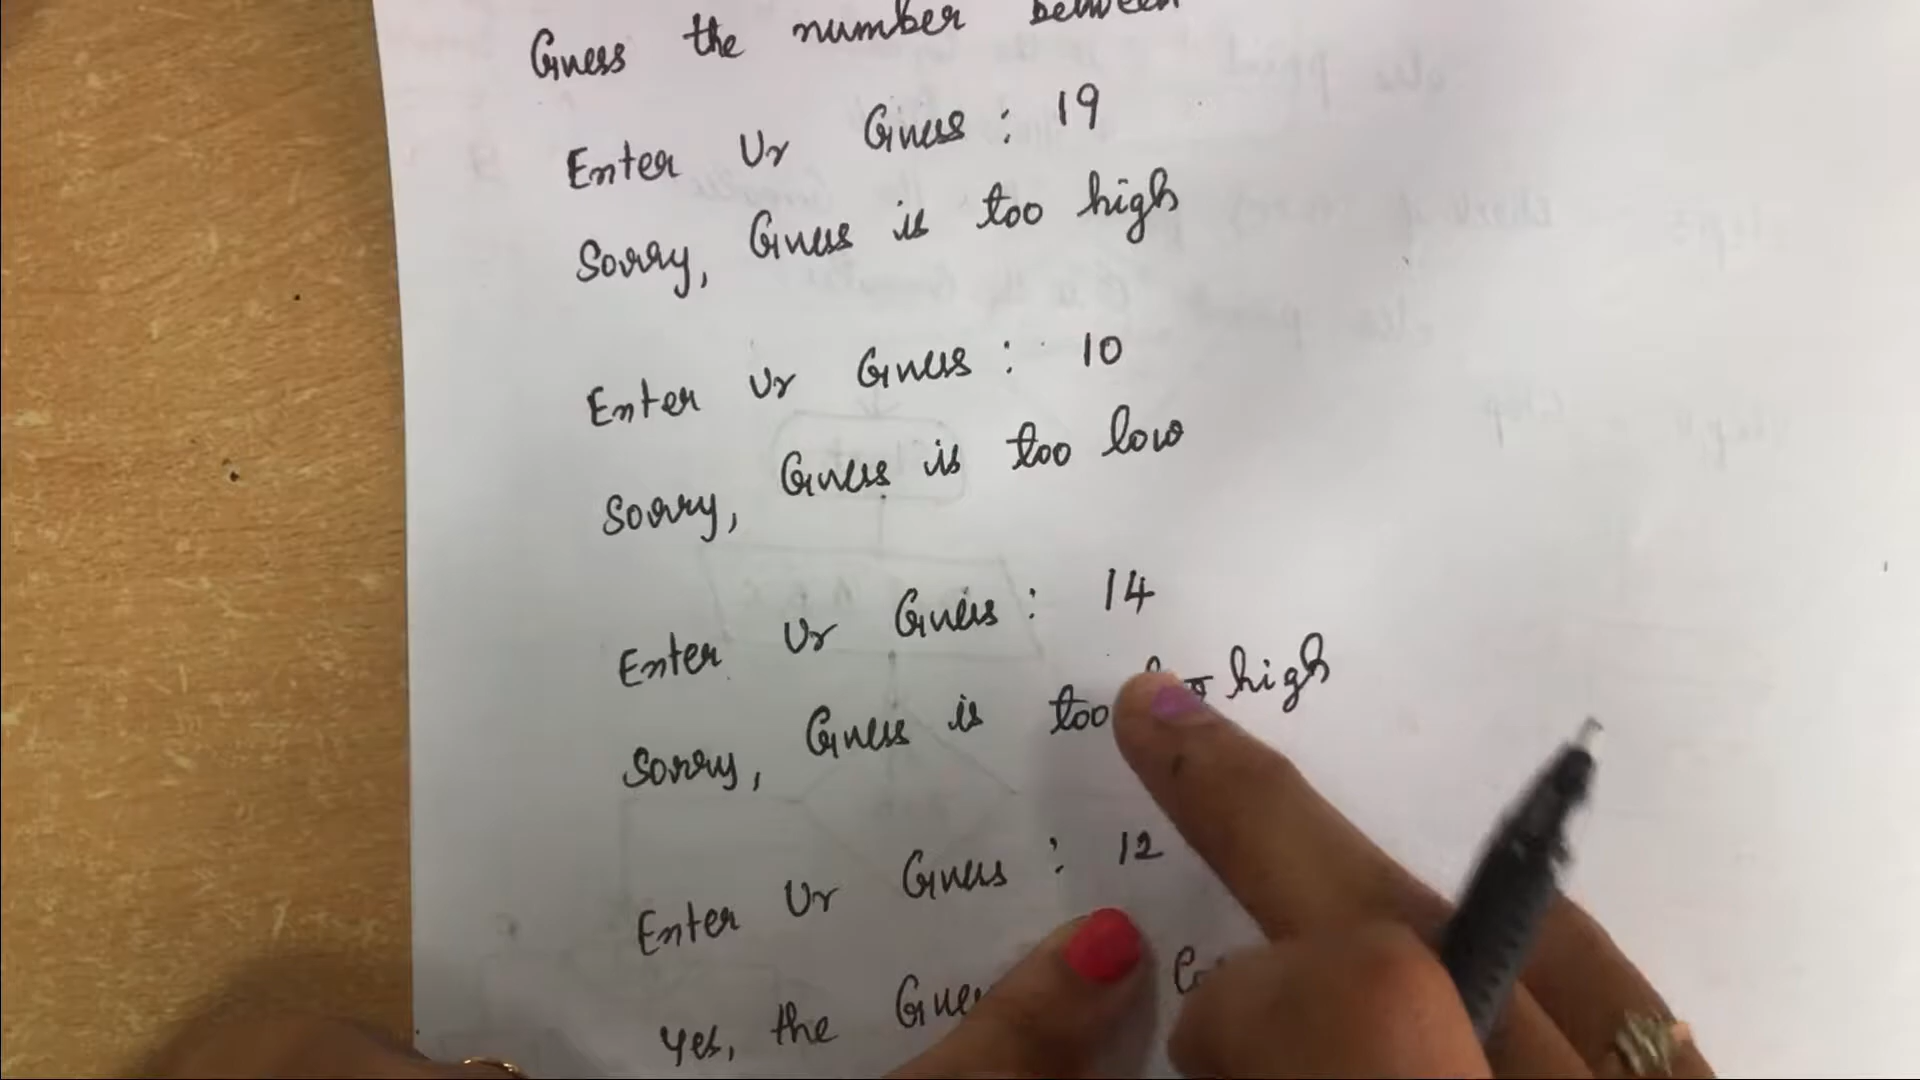 Guess the number between
Enter Ur Guess : 19
Sorry, Guess is too high
Enter Ur Guess : 10
Sorry, Guess is too low
Enter Ur Guess : 14
Sorry, Guess is too high
Enter Ur Guess : 12
Yes, the